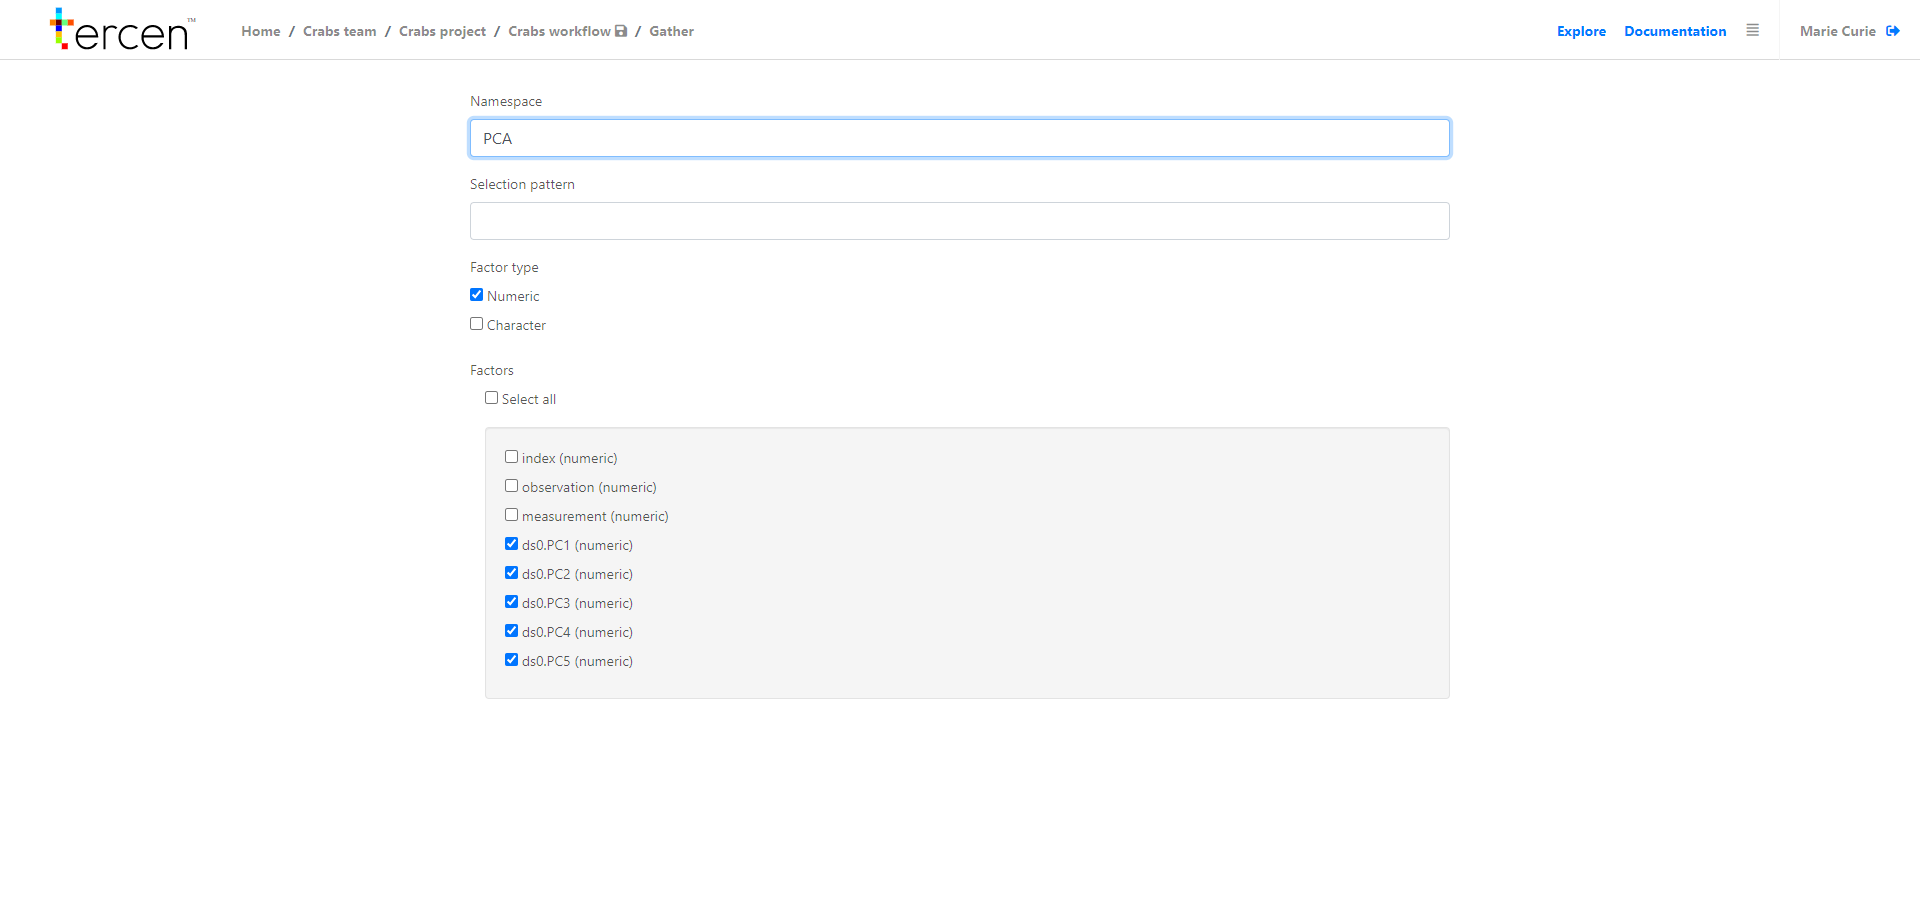 tercen™ Home / Crabs team / Crabs project / Crabs workflow / Gather Explore Documentation Marie Curie
Namespace
PCA
Selection pattern
Factor type
Numeric
Character
Factors
Select all
index (numeric)
observation (numeric)
measurement (numeric)
ds0.PC1 (numeric)
ds0.PC2 (numeric)
ds0.PC3 (numeric)
ds0.PC4 (numeric)
ds0.PC5 (numeric)